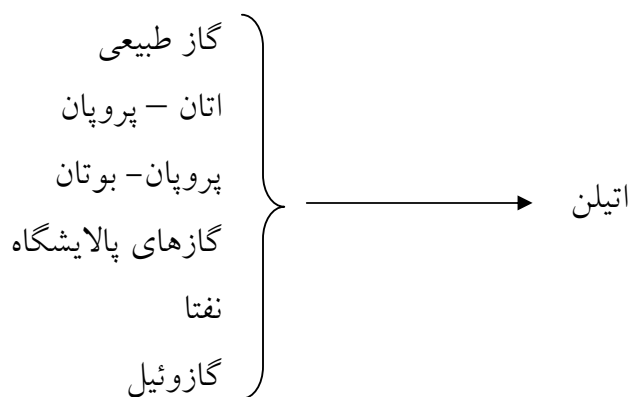 گاز طبیعی
اتان – پروپان
پروپان- بوتان
گازهای پالایشگاه
نفتا
گازوئیل
اتیلن